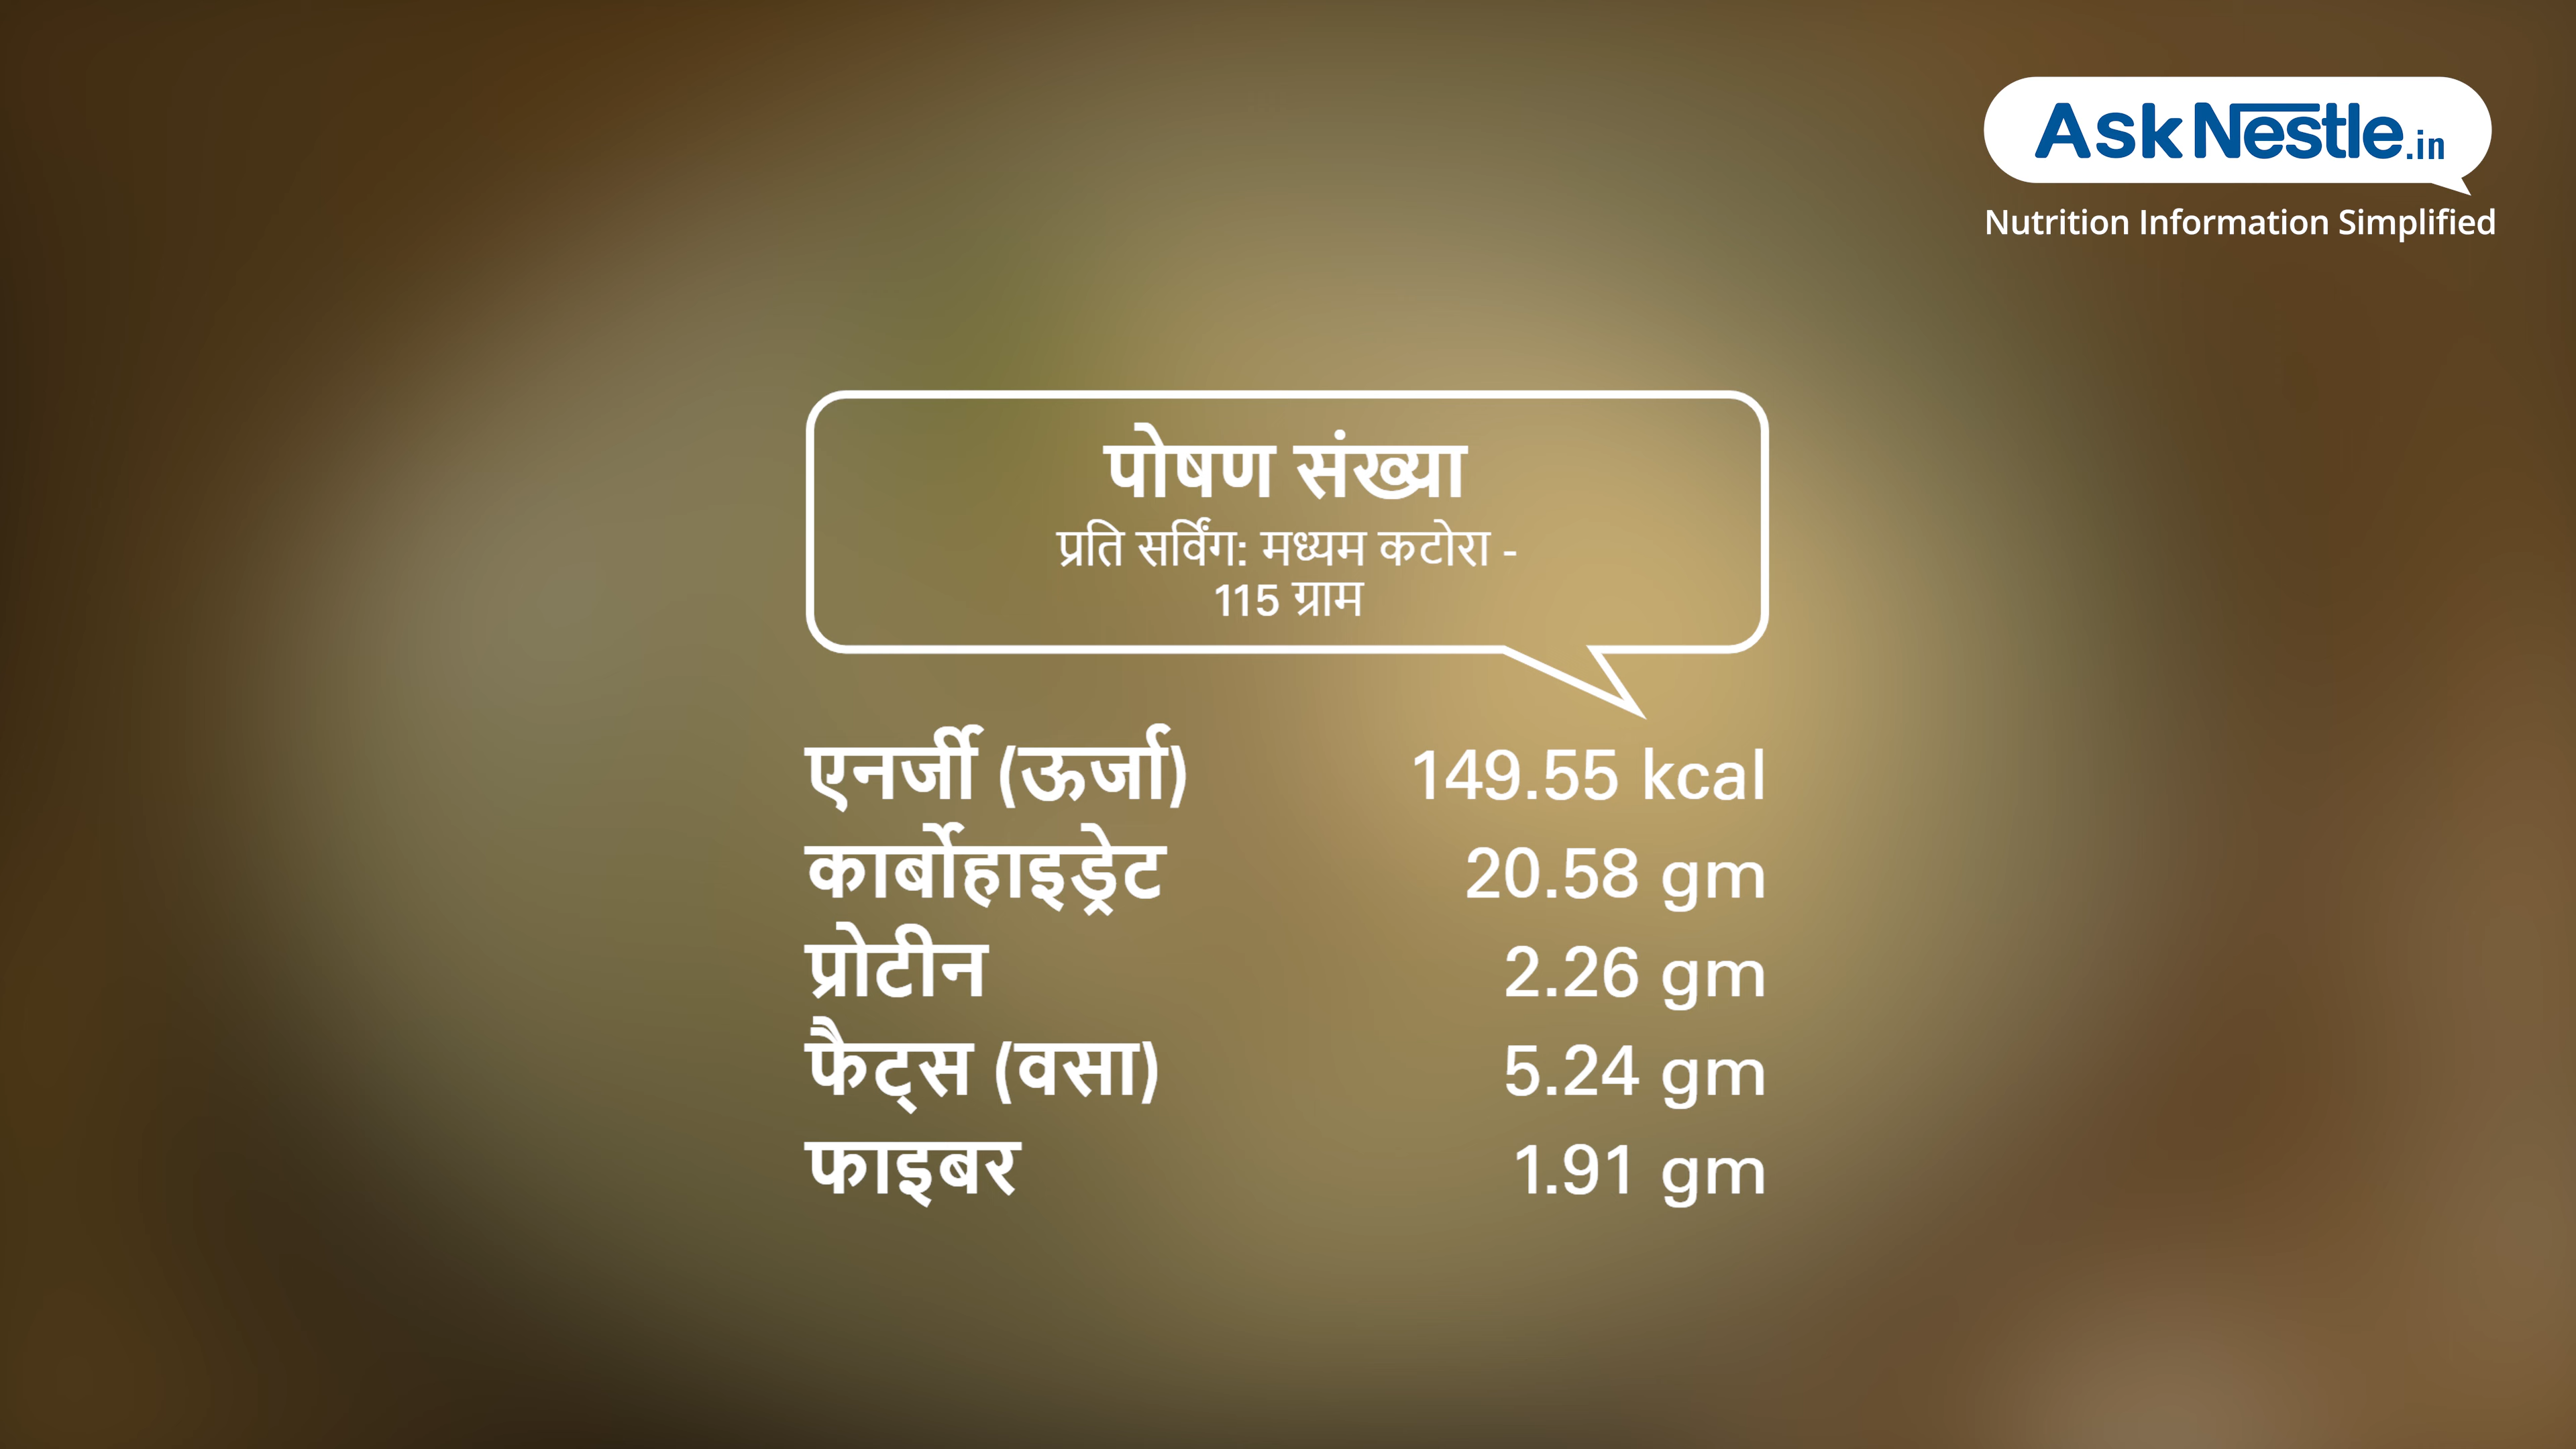 AskNestle.in
Nutrition Information Simplified
पोषण संख्या
प्रति सर्विंग: मध्यम कटोरा -
115 ग्राम
एनर्जी (ऊर्जा) 149.55 kcal
कार्बोहाइड्रेट 20.58 gm
प्रोटीन 2.26 gm
फैट्स (वसा) 5.24 gm
फाइबर 1.91 gm